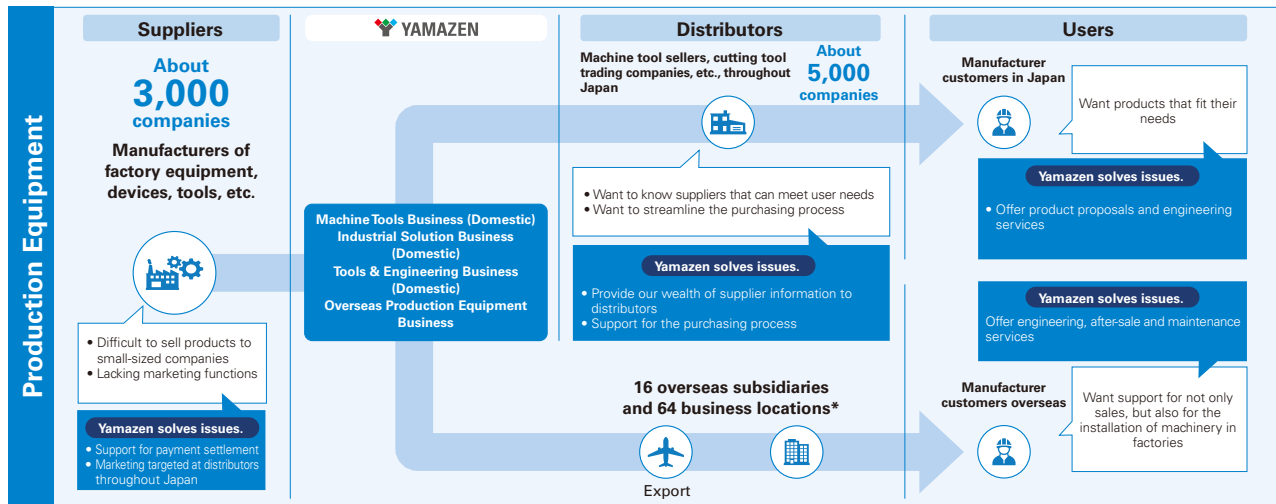 Production Equipment
Suppliers
About
3,000
companies
Manufacturers of
factory equipment,
devices, tools, etc.
• Difficult to sell products to
small-sized companies
• Lacking marketing functions
Yamazen solves issues.
• Support for payment settlement
• Marketing targeted at distributors
throughout Japan
YAMAZEN
Machine Tools Business (Domestic)
Industrial Solution Business
(Domestic)
Tools & Engineering Business
(Domestic)
Overseas Production Equipment
Business
Distributors
Machine tool sellers, cutting tool
trading companies, etc., throughout
Japan
About
5,000
companies
• Want to know suppliers that can meet user needs
• Want to streamline the purchasing process
Yamazen solves issues.
• Provide our wealth of supplier information to
distributors
• Support for the purchasing process
16 overseas subsidiaries
and 64 business locations*
Export
Users
Manufacturer
customers in Japan
Want products that fit their
needs
Yamazen solves issues.
• Offer product proposals and engineering
services
Yamazen solves issues.
Offer engineering, after-sale and maintenance
services
Manufacturer
customers overseas
Want support for not only
sales, but also for the
installation of machinery in
factories